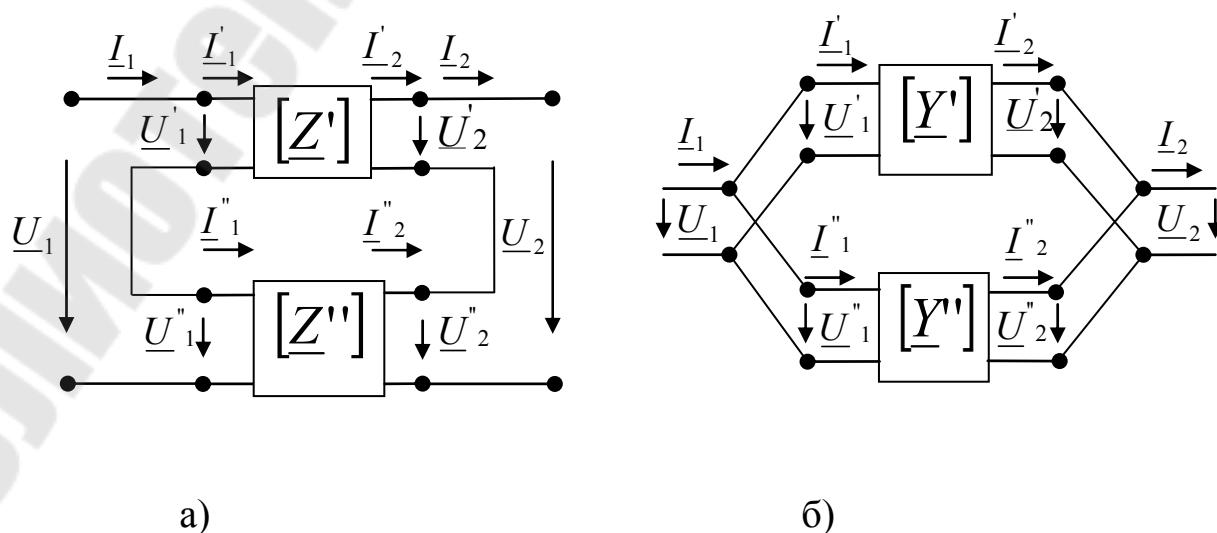 I1 I'1 I'2 I2
U'1 [Z'] U'2
U1 I"1 I"2 U2
U"1 [Z''] U"2
а)
I'1 I'2
U'1 [Y'] U'2
I1 I2
U1 U2
I"1 I"2
U"1 [Y''] U"2
б)